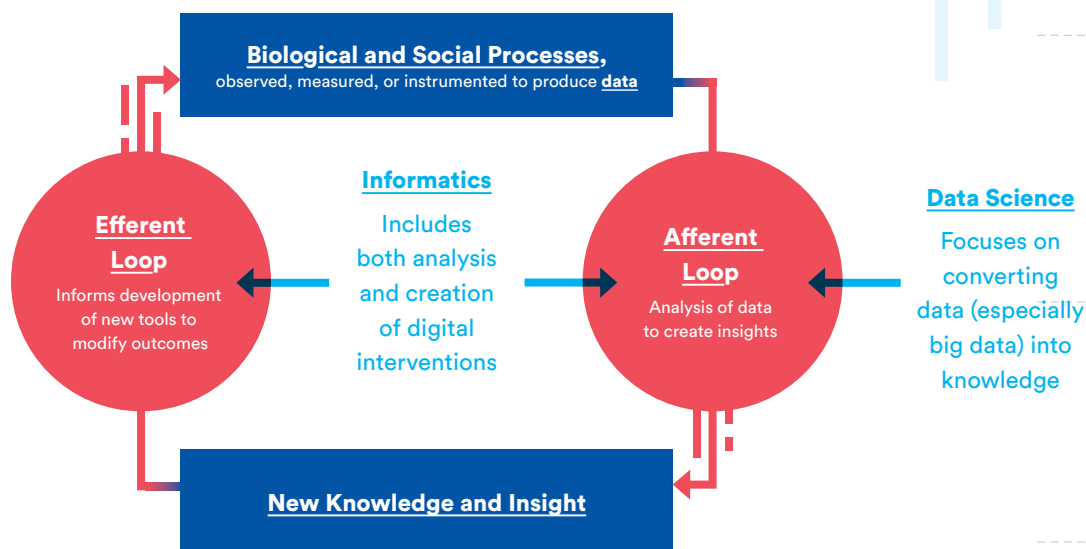 Biological and Social Processes,
observed, measured, or instrumented to produce data
Efferent
Loop
Informs development
of new tools to
modify outcomes
Informatics
Includes
both analysis
and creation
of digital
interventions
Afferent
Loop
Analysis of data
to create insights
Data Science
Focuses on
converting
data (especially
big data) into
knowledge
New Knowledge and Insight